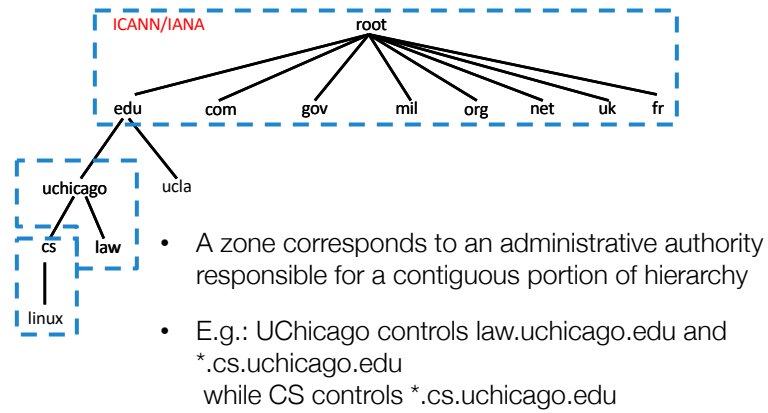 ICANN/IANA
root
edu com gov mil org net uk fr
uchicago ucla
cs law
linux
• A zone corresponds to an administrative authority
responsible for a contiguous portion of hierarchy
• E.g.: UChicago controls law.uchicago.edu and
*.cs.uchicago.edu
while CS controls *.cs.uchicago.edu